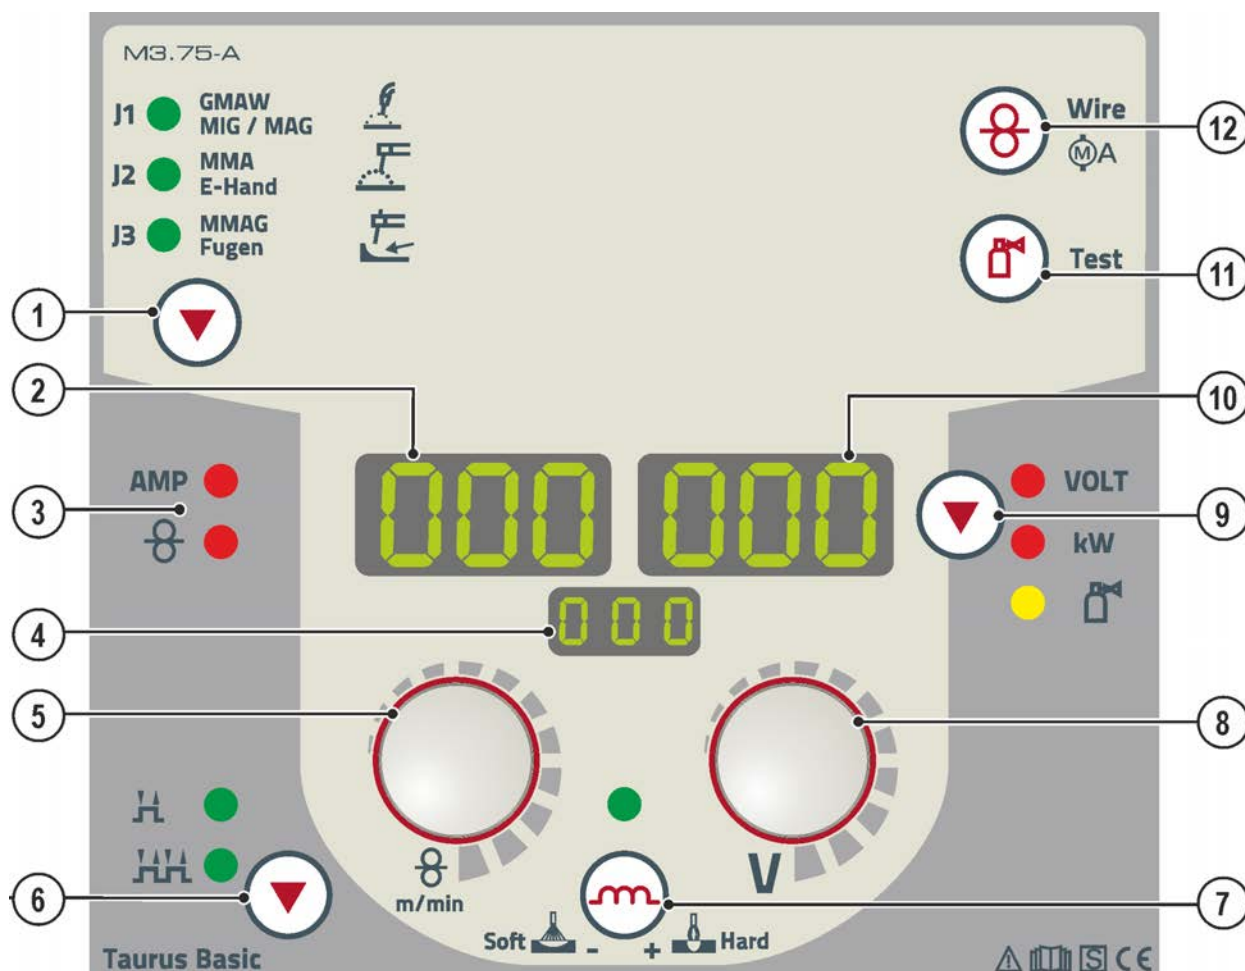 M3.75-A
J1 GMAW
MIG / MAG
J2 MMA
E-Hand
J3 MMAG
Fugen
Wire
M A
12
Test
11
1
2
10
AMP
3
000
000
VOLT
9
kW
4
000
5
8
m/min
V
6
7
Soft - + Hard
Taurus Basic
S CE